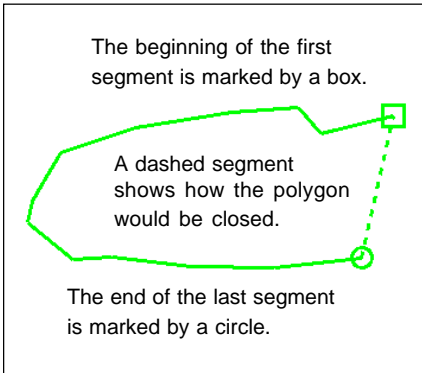 The beginning of the first
segment is marked by a box.
A dashed segment
shows how the polygon
would be closed.
The end of the last segment
is marked by a circle.